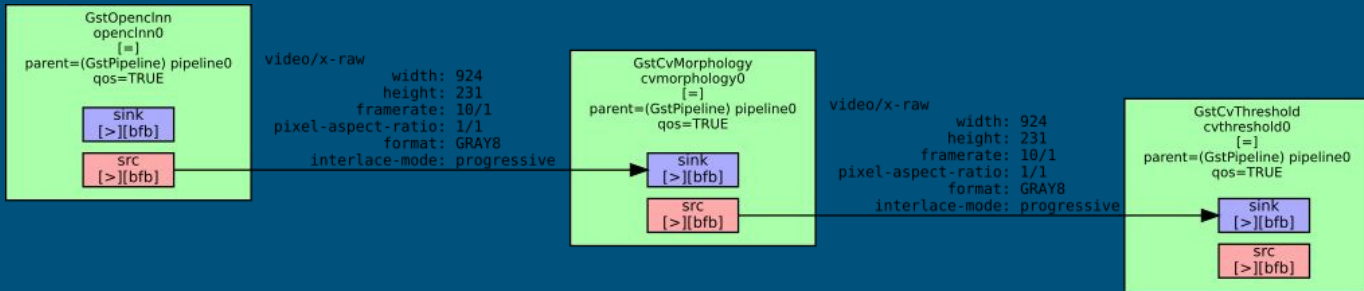 GstOpenclnn
openclnn0
[=]
parent=(GstPipeline) pipeline0
qos=TRUE
sink
[>][bfb]
src
[>][bfb]
video/x-raw
width: 924
height: 231
framerate: 10/1
pixel-aspect-ratio: 1/1
format: GRAY8
interlace-mode: progressive
GstCvMorphology
cvmorphology0
[=]
parent=(GstPipeline) pipeline0
qos=TRUE
sink
[>][bfb]
src
[>][bfb]
video/x-raw
width: 924
height: 231
framerate: 10/1
pixel-aspect-ratio: 1/1
format: GRAY8
interlace-mode: progressive
GstCvThreshold
cvthreshold0
[=]
parent=(GstPipeline) pipeline0
qos=TRUE
sink
[>][bfb]
src
[>][bfb]